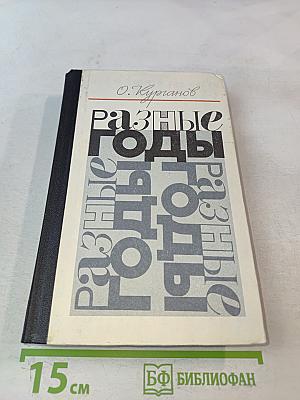 О. Курганов
РАЗНЫЕ
ГОДЫ
РАЗНЫЕ
ГОДЫ
ГОДЫ
РАЗНЫЕ
15 см
БФ БИБЛИОФАН